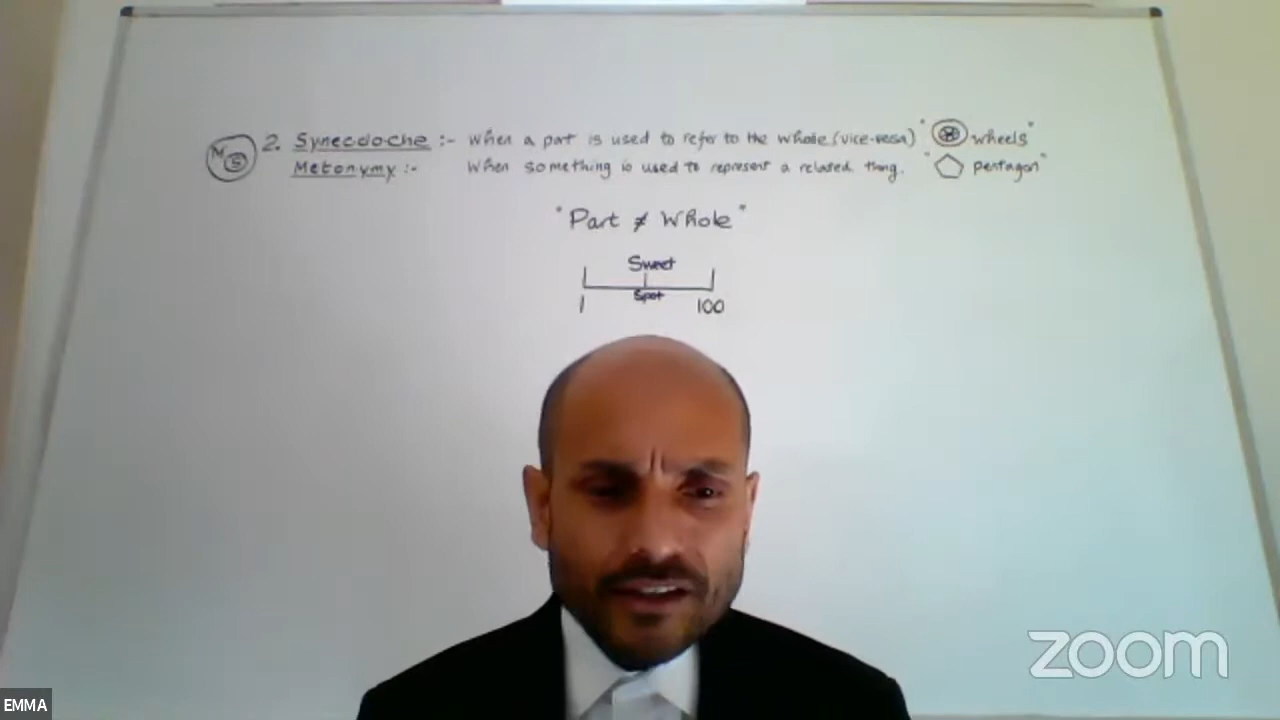 2. Synecdoche :- When a part is used to refer to the whole (vice-versa) " wheels"
M S
Metonymy :- When something is used to represent a related thing. " pentagon"
"Part ≠ Whole"
Sweet
Spot
1 100
zoom
EMMA